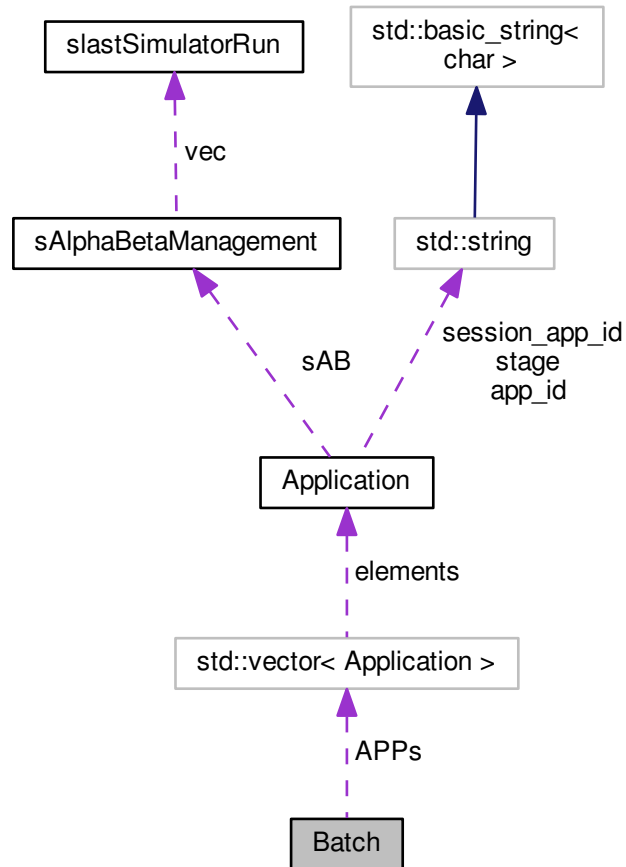 slastSimulatorRun
std::basic_string<
char >
vec
sAlphaBetaManagement
std::string
sAB
session_app_id
stage
app_id
Application
elements
std::vector< Application >
APPs
Batch